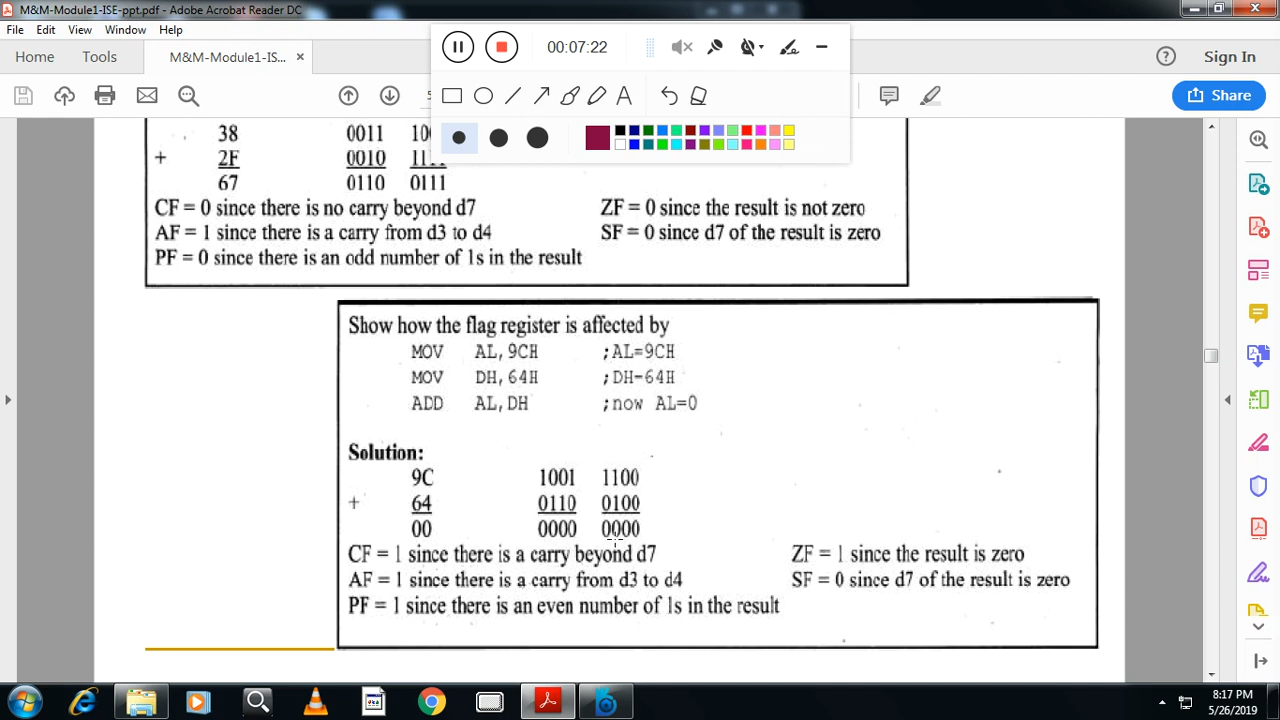 M&M-Module1-ISE-ppt.pdf - Adobe Acrobat Reader DC
File Edit View Window Help
Home Tools M&M-Module1-IS... ×
00:07:22
Sign In
A
Share
38 0011
+ 2F 0010
67 0110 0111
CF = 0 since there is no carry beyond d7 ZF = 0 since the result is not zero
AF = 1 since there is a carry from d3 to d4 SF = 0 since d7 of the result is zero
PF = 0 since there is an odd number of 1s in the result
Show how the flag register is affected by
MOV AL,9CH ;AL=9CH
MOV DH,64H ;DH-64H
ADD AL,DH ;now AL=0
Solution:
9C 1001 1100
+ 64 0110 0100
00 0000 0000
CF = 1 since there is a carry beyond d7 ZF = 1 since the result is zero
AF = 1 since there is a carry from d3 to d4 SF = 0 since d7 of the result is zero
PF = 1 since there is an even number of 1s in the result
8:17 PM
5/26/2019